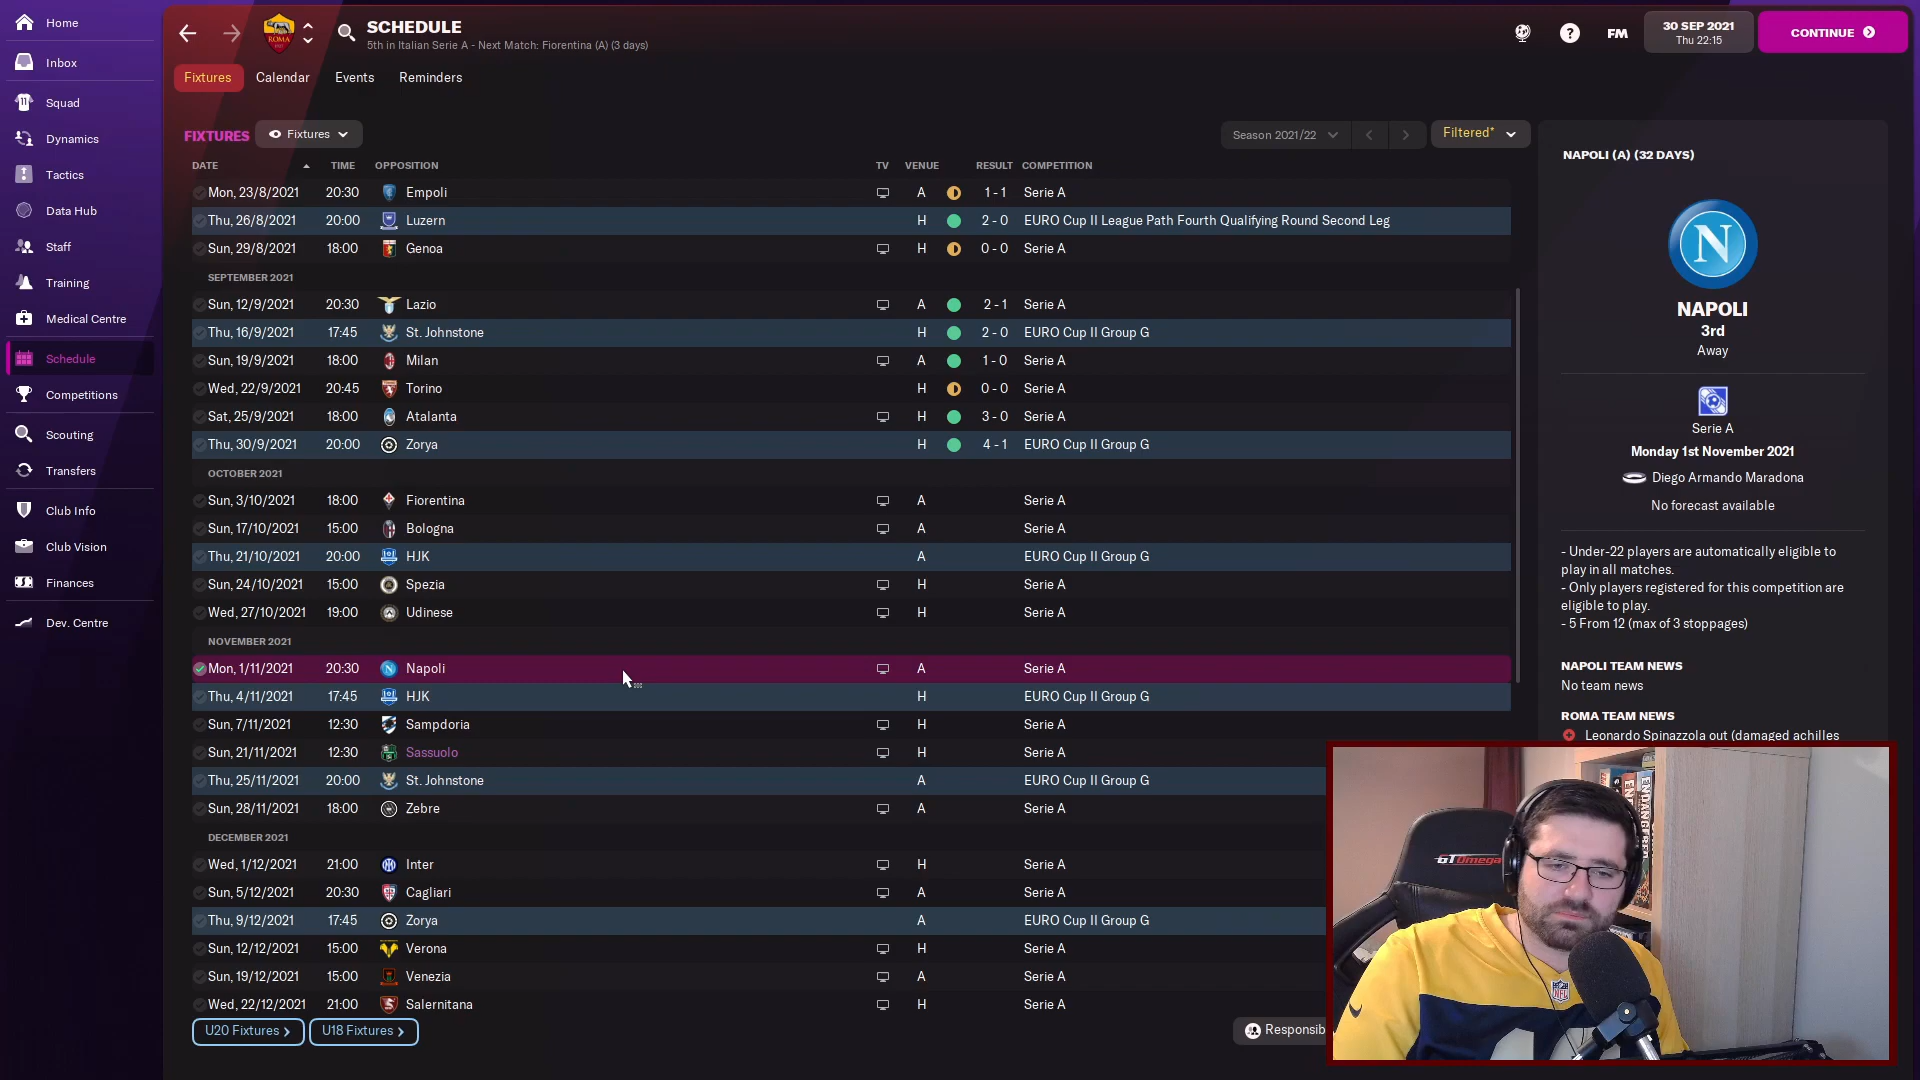 Home
Inbox
Squad
Dynamics
Tactics
Data Hub
Staff
Training
Medical Centre
Schedule
Competitions
Scouting
Transfers
Club Info
Club Vision
Finances
Dev. Centre
ROMA
SCHEDULE
5th in Italian Serie A - Next Match: Fiorentina (A) (3 days)
?
FM
30 SEP 2021
Thu 22:15
CONTINUE
Fixtures Calendar Events Reminders
FIXTURES Fixtures Season 2021/22 Filtered*
DATE TIME OPPOSITION TV VENUE RESULT COMPETITION
Mon, 23/8/2021 20:30 Empoli A 1 - 1 Serie A
Thu, 26/8/2021 20:00 Luzern H 2 - 0 EURO Cup II League Path Fourth Qualifying Round Second Leg
Sun, 29/8/2021 18:00 Genoa H 0 - 0 Serie A
SEPTEMBER 2021
Sun, 12/9/2021 20:30 Lazio A 2 - 1 Serie A
Thu, 16/9/2021 17:45 St. Johnstone H 2 - 0 EURO Cup II Group G
Sun, 19/9/2021 18:00 Milan A 1 - 0 Serie A
Wed, 22/9/2021 20:45 Torino H 0 - 0 Serie A
Sat, 25/9/2021 18:00 Atalanta H 3 - 0 Serie A
Thu, 30/9/2021 20:00 Zorya H 4 - 1 EURO Cup II Group G
OCTOBER 2021
Sun, 3/10/2021 18:00 Fiorentina A Serie A
Sun, 17/10/2021 15:00 Bologna A Serie A
Thu, 21/10/2021 20:00 HJK A EURO Cup II Group G
Sun, 24/10/2021 15:00 Spezia H Serie A
Wed, 27/10/2021 19:00 Udinese H Serie A
NOVEMBER 2021
Mon, 1/11/2021 20:30 Napoli A Serie A
Thu, 4/11/2021 17:45 HJK H EURO Cup II Group G
Sun, 7/11/2021 12:30 Sampdoria H Serie A
Sun, 21/11/2021 12:30 Sassuolo H Serie A
Thu, 25/11/2021 20:00 St. Johnstone A EURO Cup II Group G
Sun, 28/11/2021 18:00 Zebre A Serie A
DECEMBER 2021
Wed, 1/12/2021 21:00 Inter H Serie A
Sun, 5/12/2021 20:30 Cagliari A Serie A
Thu, 9/12/2021 17:45 Zorya A EURO Cup II Group G
Sun, 12/12/2021 15:00 Verona H Serie A
Sun, 19/12/2021 15:00 Venezia A Serie A
Wed, 22/12/2021 21:00 Salernitana H Serie A
U20 Fixtures U18 Fixtures Responsib
NAPOLI (A) (32 DAYS)
N
NAPOLI
3rd
Away
Serie A
Monday 1st November 2021
Diego Armando Maradona
No forecast available
- Under-22 players are automatically eligible to
play in all matches.
- Only players registered for this competition are
eligible to play.
- 5 From 12 (max of 3 stoppages)
NAPOLI TEAM NEWS
No team news
ROMA TEAM NEWS
Leonardo Spinazzola out (damaged achilles
GTOmega
NFL